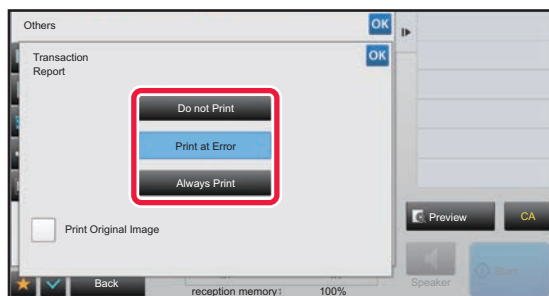 Others
OK
Transaction
Report
OK
Do not Print
Print at Error
Always Print
Print Original Image
Preview
CA
Back
reception memory:
100%
Speaker
Start